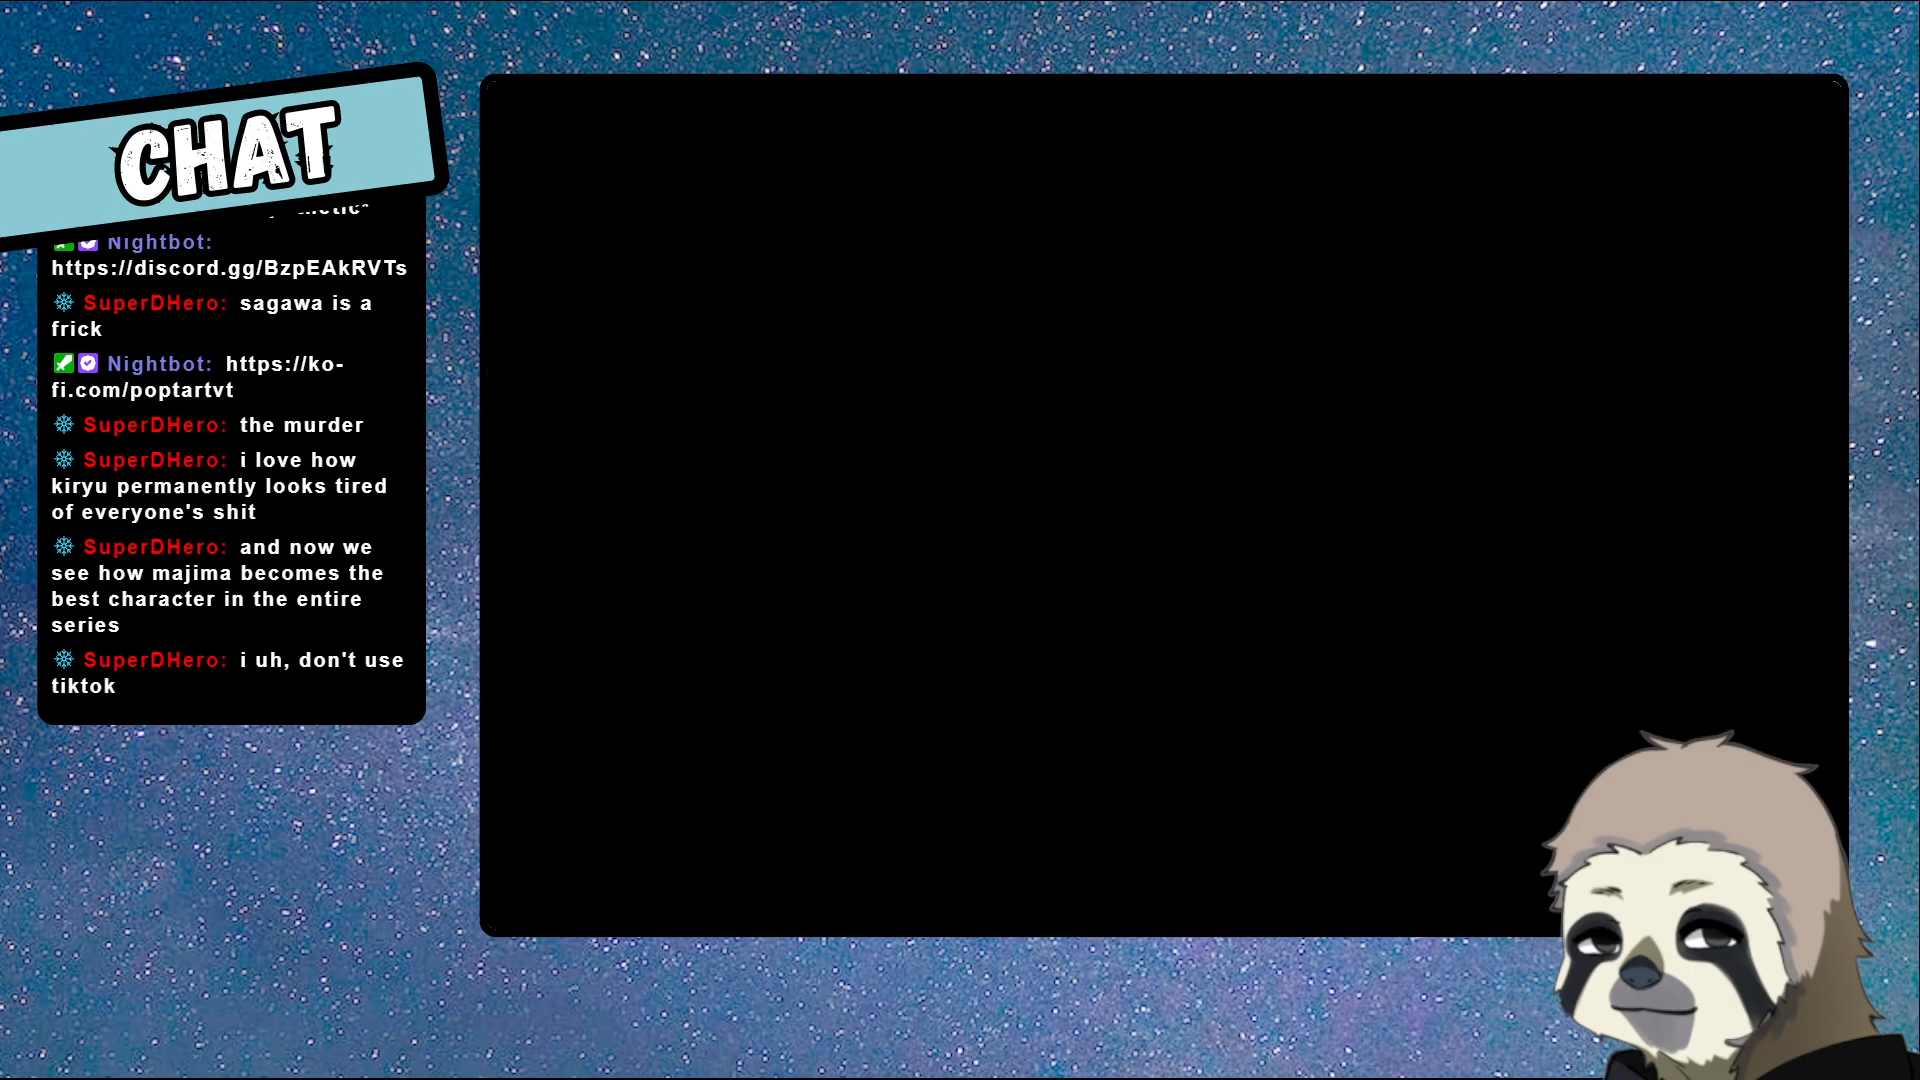 CHAT
Nightbot:
https://discord.gg/BzpEAkRVTs
SuperDHero: sagawa is a
frick
Nightbot: https://ko-
fi.com/poptartvt
SuperDHero: the murder
SuperDHero: i love how
kiryu permanently looks tired
of everyone's shit
SuperDHero: and now we
see how majima becomes the
best character in the entire
series
SuperDHero: i uh, don't use
tiktok